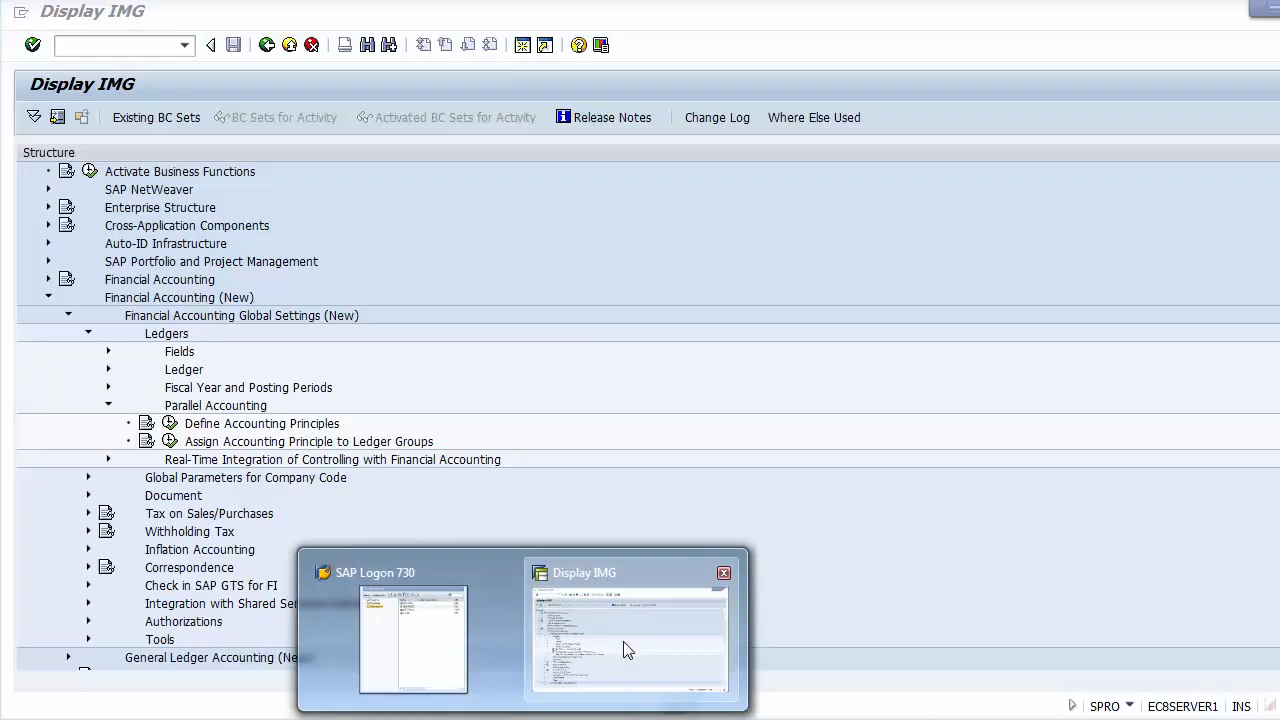 Display IMG
Display IMG
Existing BC Sets BC Sets for Activity Activated BC Sets for Activity Release Notes Change Log Where Else Used
Structure
Activate Business Functions
SAP NetWeaver
Enterprise Structure
Cross-Application Components
Auto-ID Infrastructure
SAP Portfolio and Project Management
Financial Accounting
Financial Accounting (New)
Financial Accounting Global Settings (New)
Ledgers
Fields
Ledger
Fiscal Year and Posting Periods
Parallel Accounting
Define Accounting Principles
Assign Accounting Principle to Ledger Groups
Real-Time Integration of Controlling with Financial Accounting
Global Parameters for Company Code
Document
Tax on Sales/Purchases
Withholding Tax
Inflation Accounting
Correspondence
Check in SAP GTS for FI
Integration with Shared Se
Authorizations
Tools
General Ledger Accounting (
SAP Logon 730 Display IMG
SPRO EC8SERVER1 INS